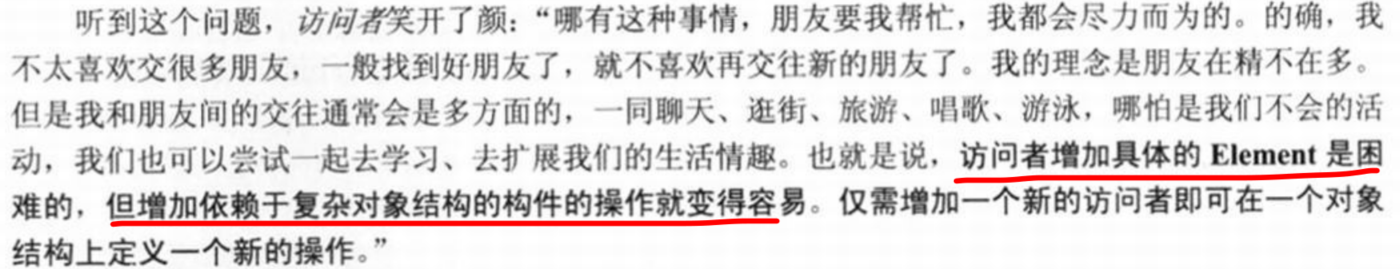 听到这个问题，访问者笑开了颜：“哪有这种事情，朋友要我帮忙，我都会尽力而为的。的确，我
不太喜欢交很多朋友，一般找到好朋友了，就不喜欢再交往新的朋友了。我的理念是朋友在精不在多。
但是我和朋友间的交往通常会是多方面的，一同聊天、逛街、旅游、唱歌、游泳，哪怕是我们不会的活
动，我们也可以尝试一起去学习、去扩展我们的生活情趣。也就是说，访问者增加具体的 Element 是困
难的，但增加依赖于复杂对象结构的构件的操作就变得容易。仅需增加一个新的访问者即可在一个对象
结构上定义一个新的操作。”